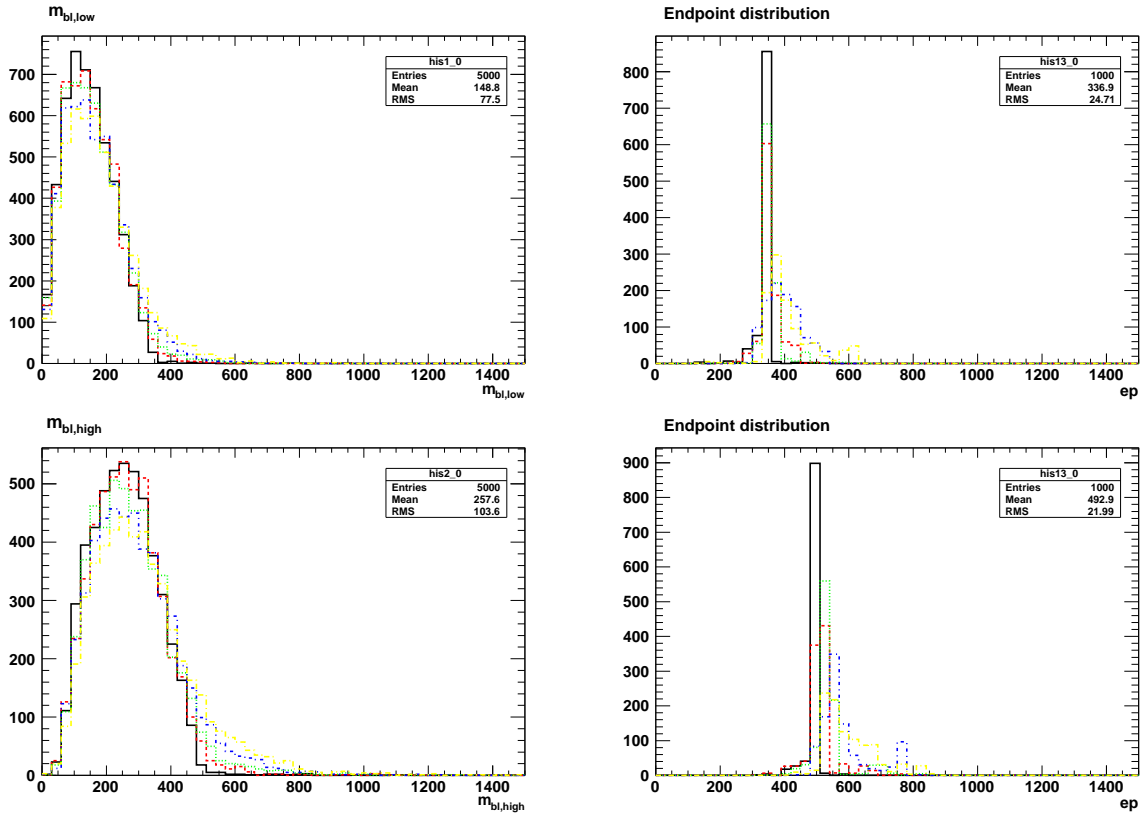 m_bl,low
his1_0
Entries 5000
Mean 148.8
RMS 77.5
700
600
500
400
300
200
100
0
0 200 400 600 800 1000 1200 1400
m_bl,low
Endpoint distribution
his13_0
Entries 1000
Mean 336.9
RMS 24.71
800
700
600
500
400
300
200
100
0
0 200 400 600 800 1000 1200 1400
ep
m_bl,high
his2_0
Entries 5000
Mean 257.6
RMS 103.6
500
400
300
200
100
0
0 200 400 600 800 1000 1200 1400
m_bl,high
Endpoint distribution
his13_0
Entries 1000
Mean 492.9
RMS 21.99
900
800
700
600
500
400
300
200
100
0
0 200 400 600 800 1000 1200 1400
ep